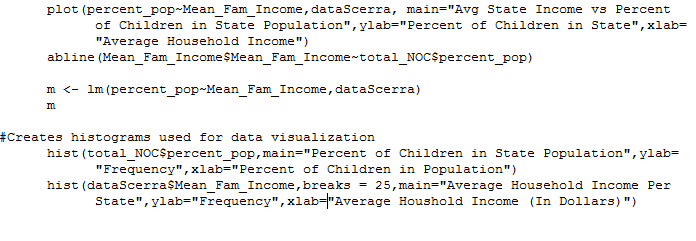 plot(percent_pop~Mean_Fam_Income,dataScerra, main="Avg State Income vs Percent
of Children in State Population",ylab="Percent of Children in State",xlab=
"Average Household Income")
abline(Mean_Fam_Income$Mean_Fam_Income~total_NOC$percent_pop)
m <- lm(percent_pop~Mean_Fam_Income,dataScerra)
m
#Creates histograms used for data visualization
hist(total_NOC$percent_pop,main="Percent of Children in State Population",ylab=
"Frequency",xlab="Percent of Children in Population")
hist(dataScerra$Mean_Fam_Income,breaks = 25,main="Average Household Income Per
State",ylab="Frequency",xlab="Average Houshold Income (In Dollars)")